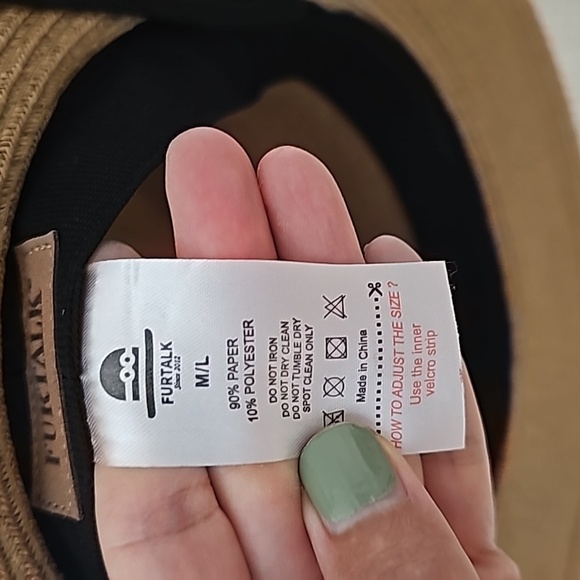 FURTALK
FURTALK
Since 2012
M/L
90% PAPER
10% POLYESTER
DO NOT IRON
DO NOT DRY CLEAN
DO NOT TUMBLE DRY
SPOT CLEAN ONLY
Made in China
HOW TO ADJUST THE SIZE ?
Use the inner
velcro strip